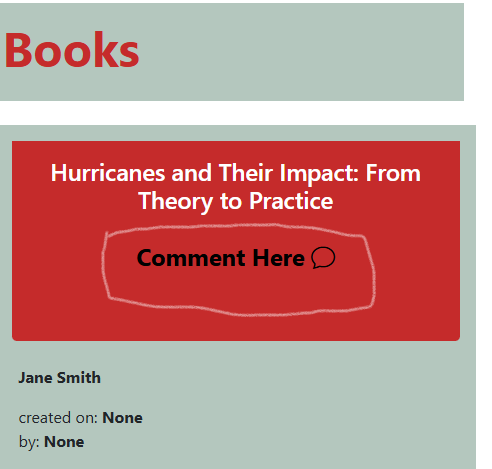 Books
Hurricanes and Their Impact: From
Theory to Practice
Comment Here
Jane Smith
created on: None
by: None